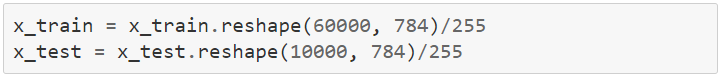 x_train = x_train.reshape(60000, 784)/255
x_test = x_test.reshape(10000, 784)/255